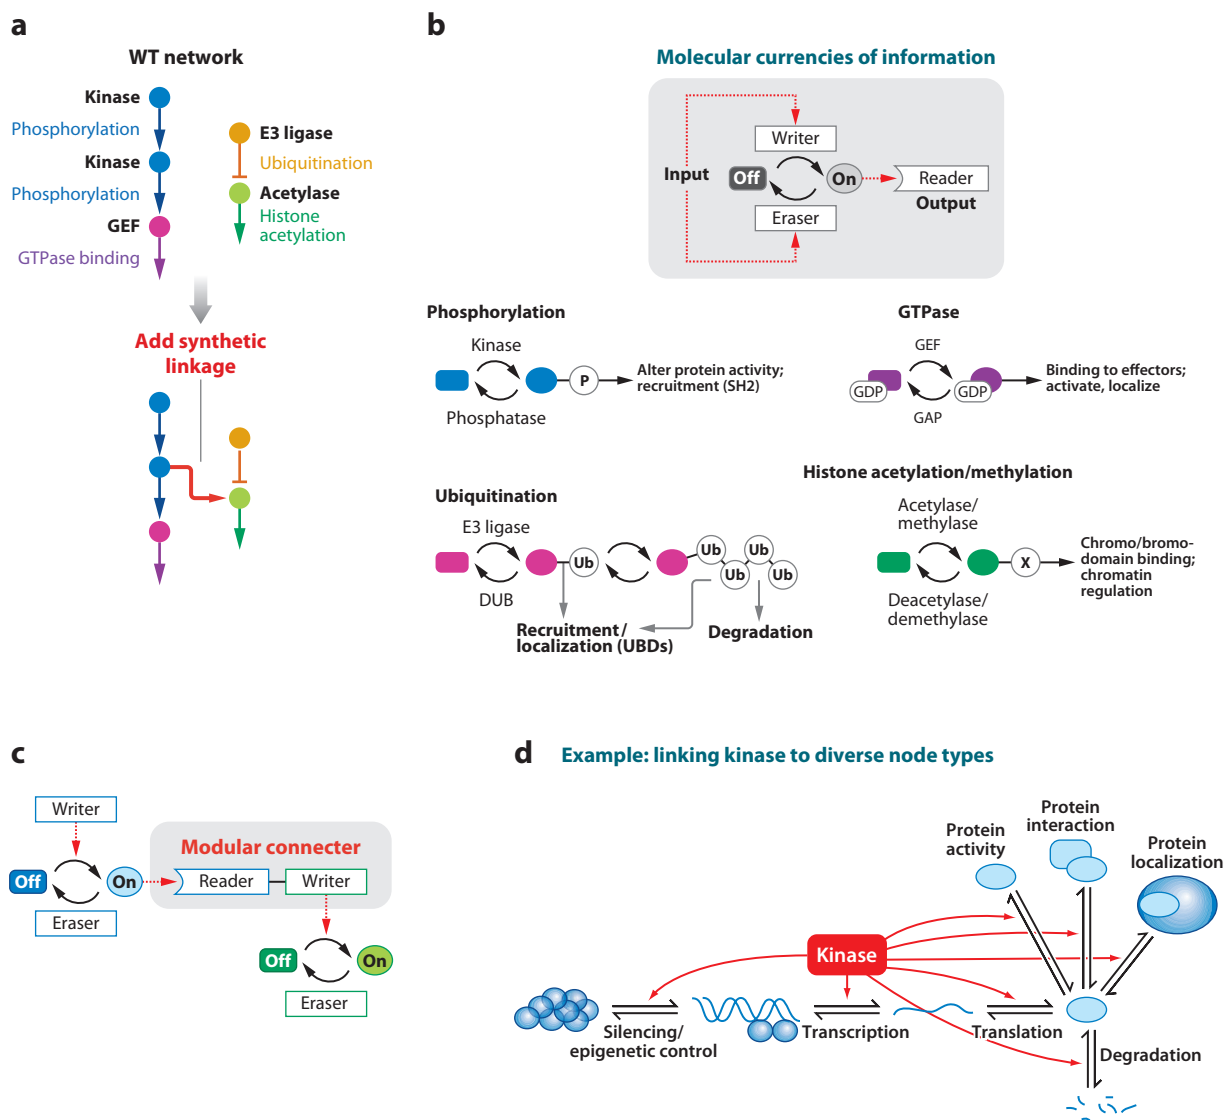 a
WT network
Kinase
Phosphorylation
Kinase
Phosphorylation
GEF
GTPase binding
E3 ligase
Ubiquitination
Acetylase
Histone
acetylation
Add synthetic
linkage
b
Molecular currencies of information
Input
Writer
Off
On
Reader
Output
Eraser
Phosphorylation
Kinase
P
Phosphatase
Alter protein activity;
recruitment (SH2)
GTPase
GEF
GDP
GDP
GAP
Binding to effectors;
activate, localize
Ubiquitination
E3 ligase
Ub
Ub
Ub
Ub
Ub
DUB
Recruitment/
localization (UBDs)
Degradation
Histone acetylation/methylation
Acetylase/
methylase
X
Deacetylase/
demethylase
Chromo/bromo-
domain binding;
chromatin
regulation
c
Writer
Off
On
Eraser
Modular connecter
Reader
Writer
Off
On
Eraser
d
Example: linking kinase to diverse node types
Protein
activity
Protein
interaction
Protein
localization
Kinase
Silencing/
epigenetic control
Transcription
Translation
Degradation